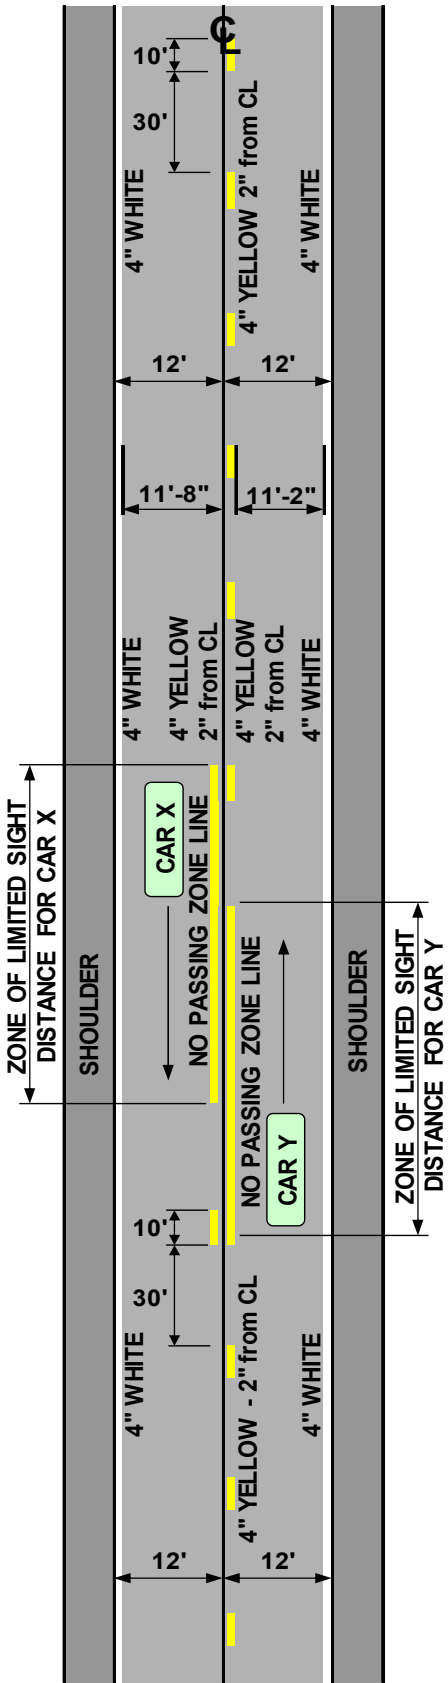 ℄
10'
30'
4" WHITE
4" YELLOW 2" from CL
4" WHITE
12'
12'
11'-8"
11'-2"
4" WHITE
4" YELLOW
2" from CL
4" YELLOW
2" from CL
4" WHITE
ZONE OF LIMITED SIGHT
DISTANCE FOR CAR X
CAR X
NO PASSING ZONE LINE
SHOULDER
NO PASSING ZONE LINE
CAR Y
SHOULDER
ZONE OF LIMITED SIGHT
DISTANCE FOR CAR Y
10'
30'
4" WHITE
4" YELLOW - 2" from CL
4" WHITE
12'
12'